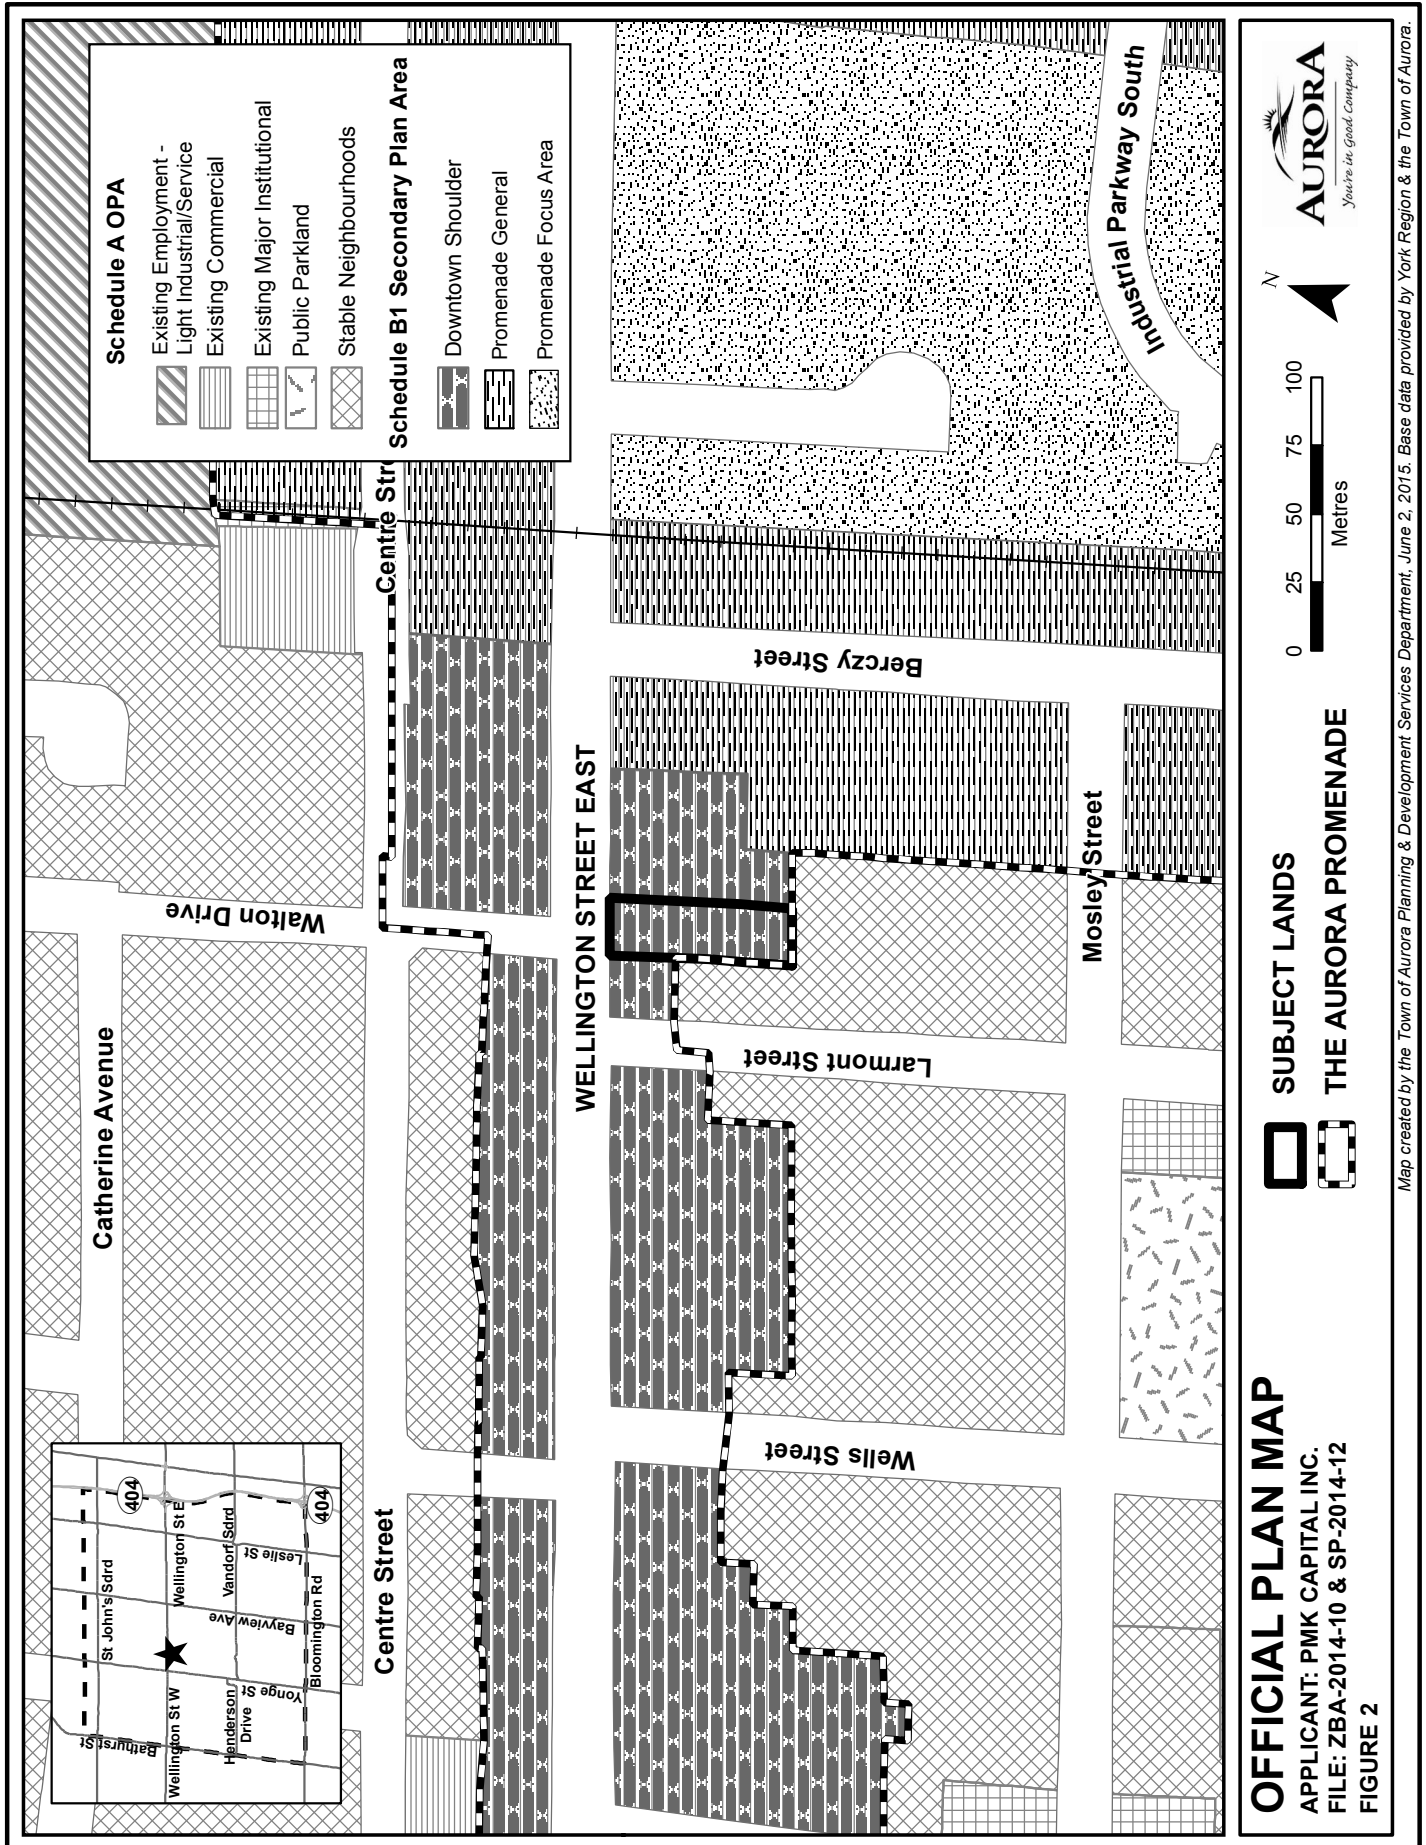 Schedule A OPA
Existing Employment -
Light Industrial/Service
Existing Commercial
Existing Major Institutional
Public Parkland
Stable Neighbourhoods
Schedule B1 Secondary Plan Area
Downtown Shoulder
Promenade General
Promenade Focus Area
Catherine Avenue
Walton Drive
Centre Street
Centre Stre
WELLINGTON STREET EAST
Wells Street
Larmont Street
Berczy Street
Mosley Street
Industrial Parkway South
St John's Sdrd
404
Wellington St E
Wellington St W
Vandorf Sdrd
Leslie St
Bayview Ave
Yonge St
Henderson
Drive
Bathurst St
Bloomington Rd
404
OFFICIAL PLAN MAP
APPLICANT: PMK CAPITAL INC.
FILE: ZBA-2014-10 & SP-2014-12
FIGURE 2
SUBJECT LANDS
THE AURORA PROMENADE
0 25 50 75 100
Metres
N
AURORA
You're in Good Company
Map created by the Town of Aurora Planning & Development Services Department, June 2, 2015. Base data provided by York Region & the Town of Aurora.